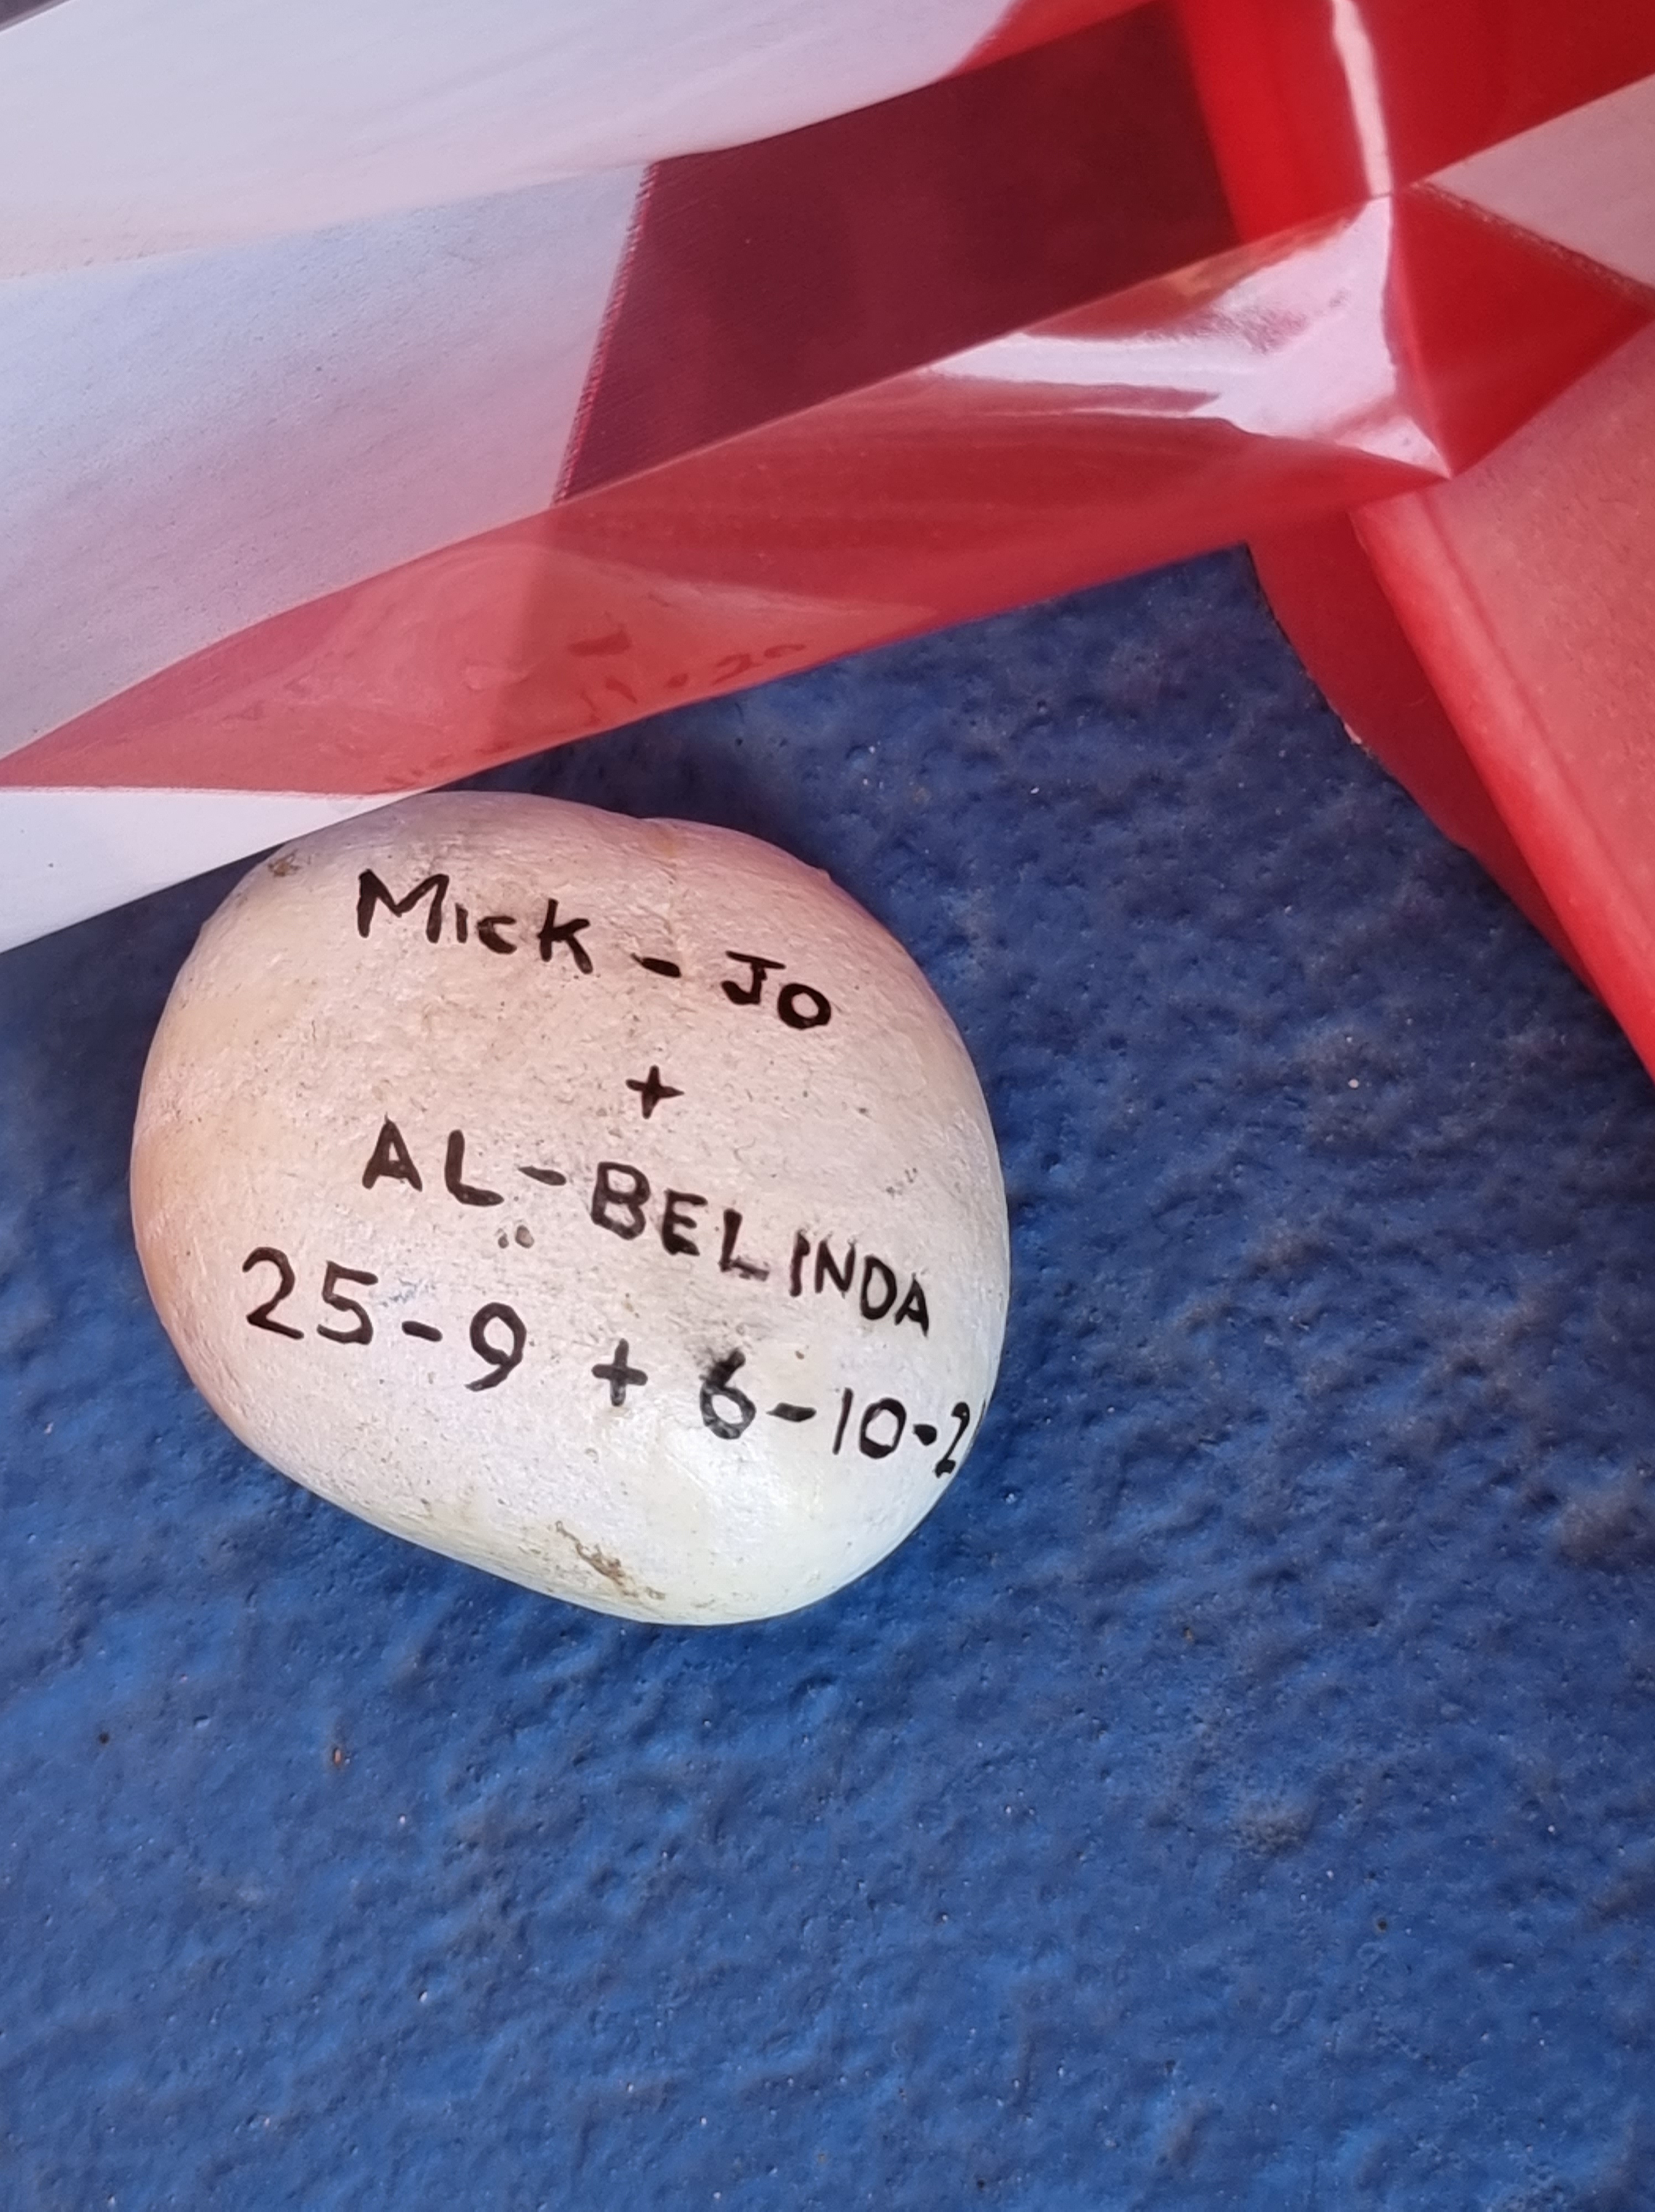 Mick - JO
+
AL - BELINDA
25-9 + 6-10-2